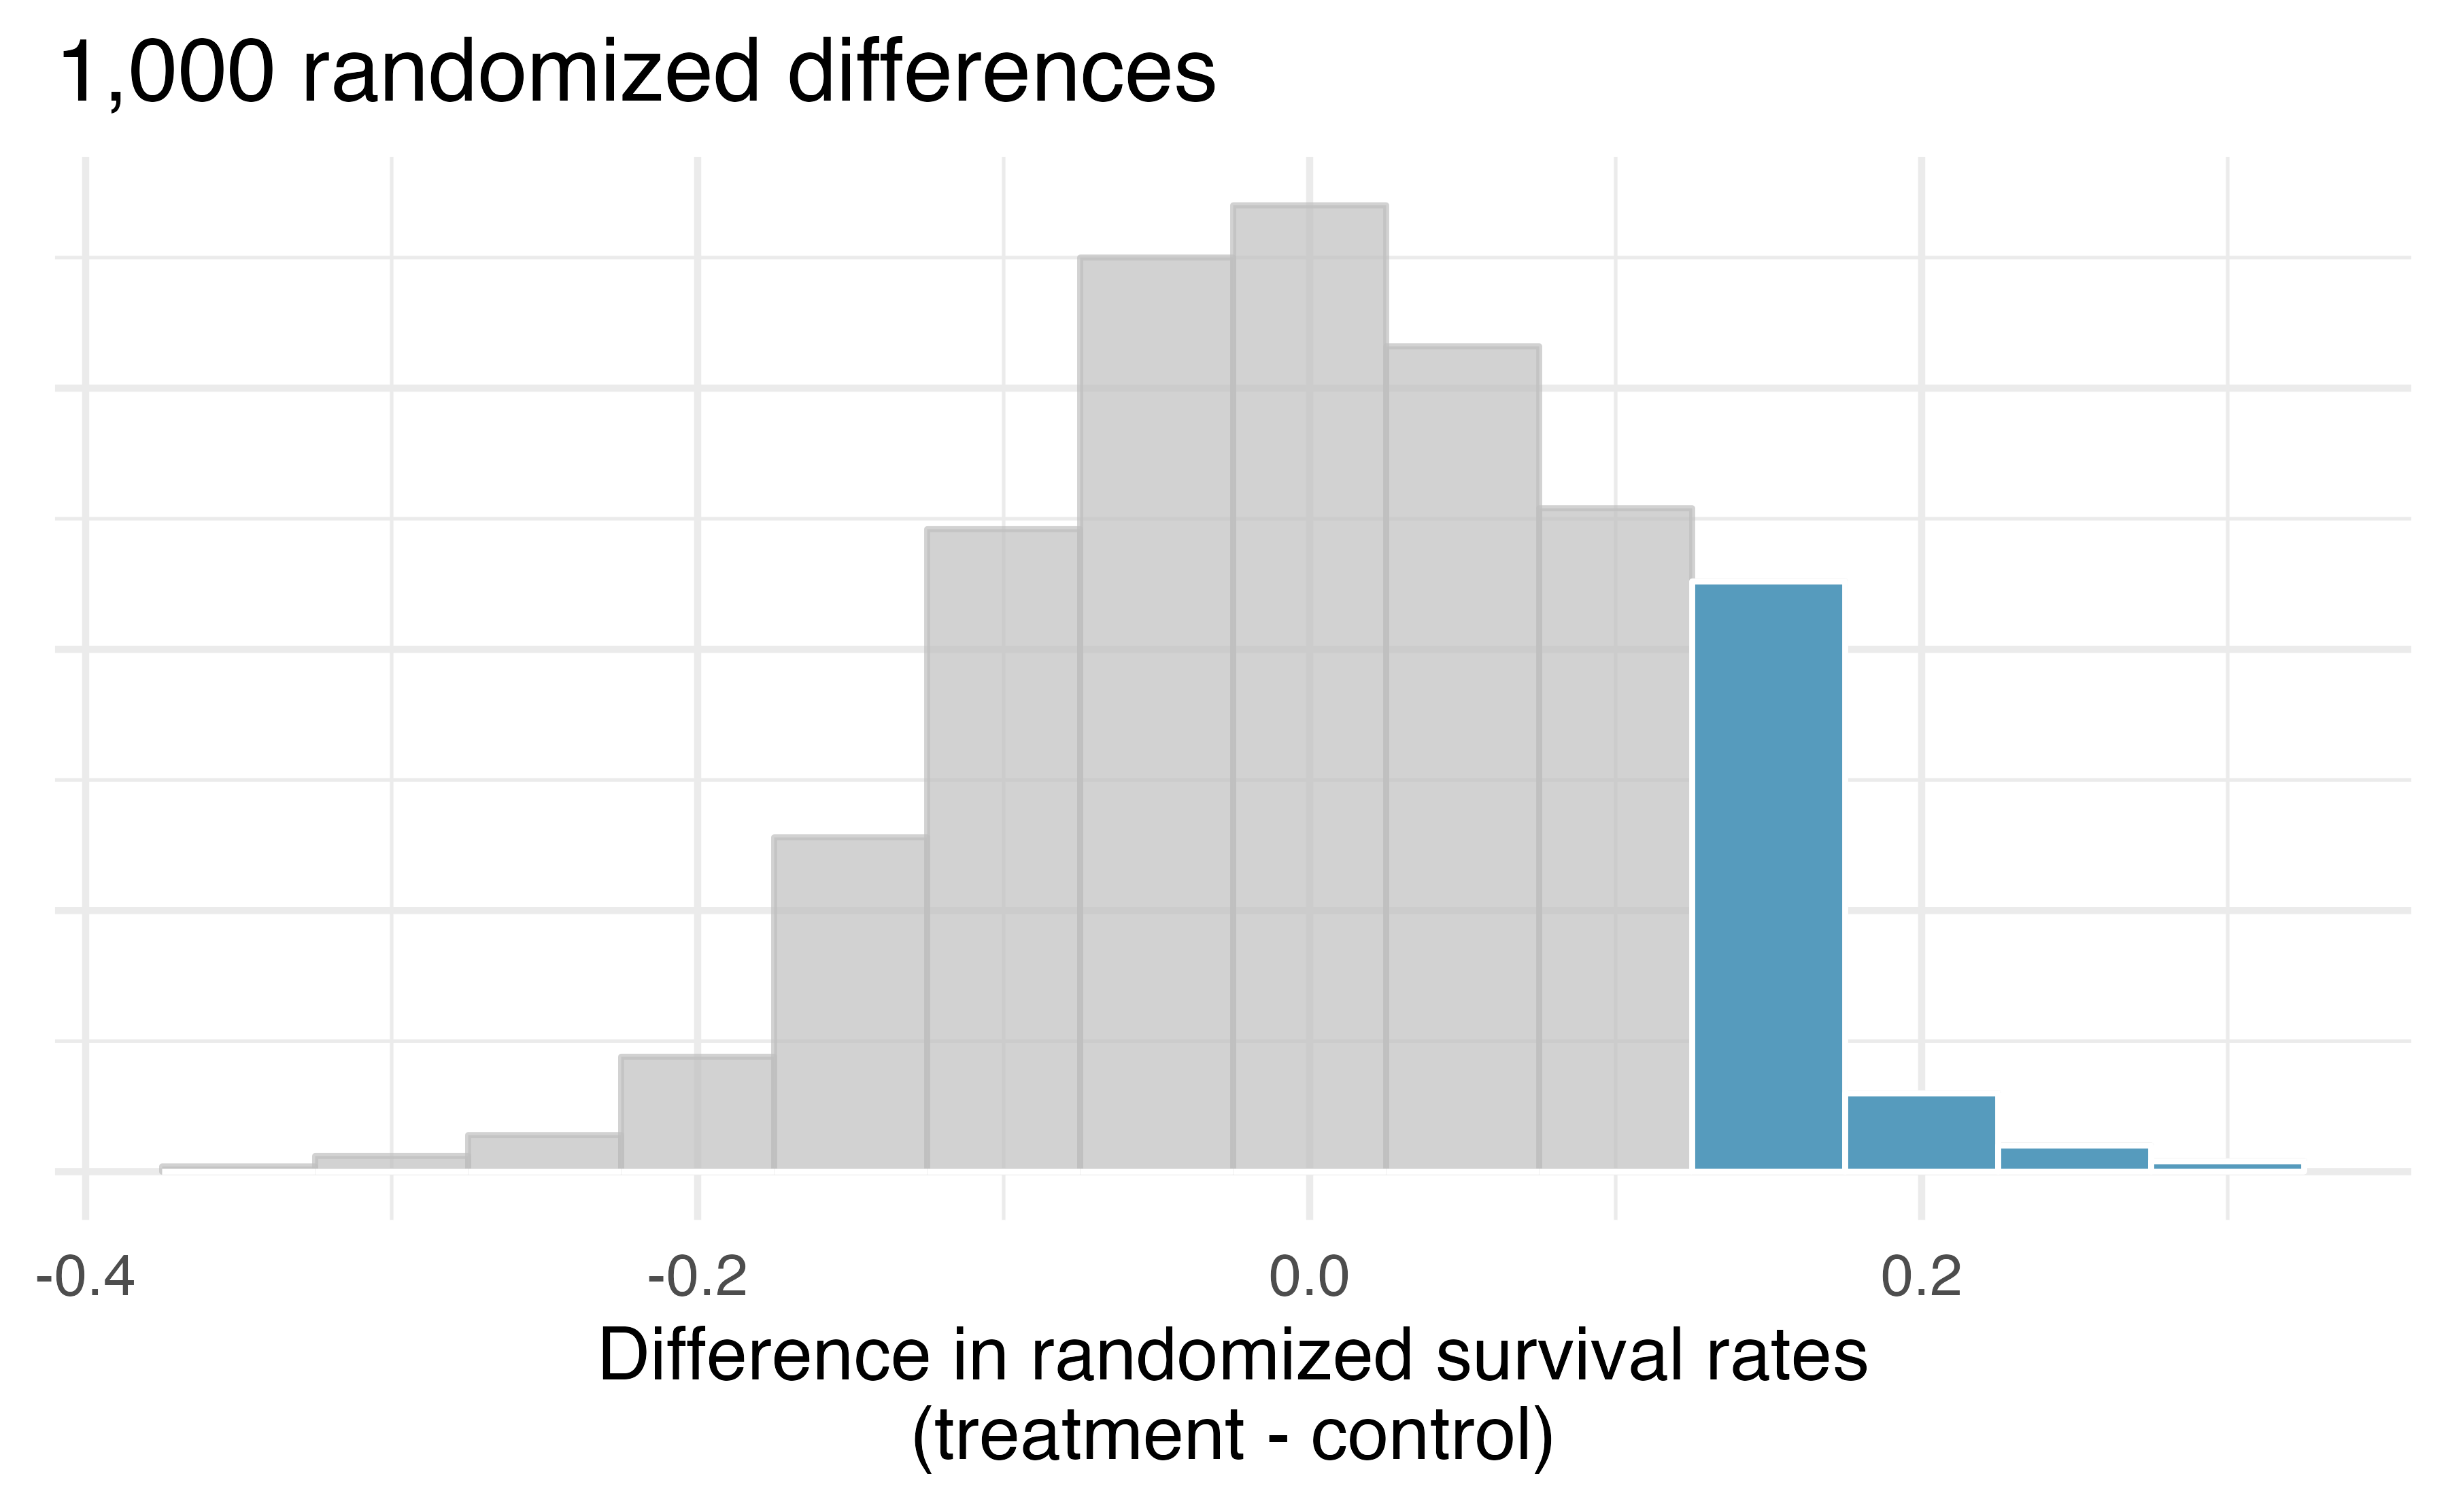 1,000 randomized differences
-0.4
-0.2
0.0
0.2
Difference in randomized survival rates
(treatment - control)